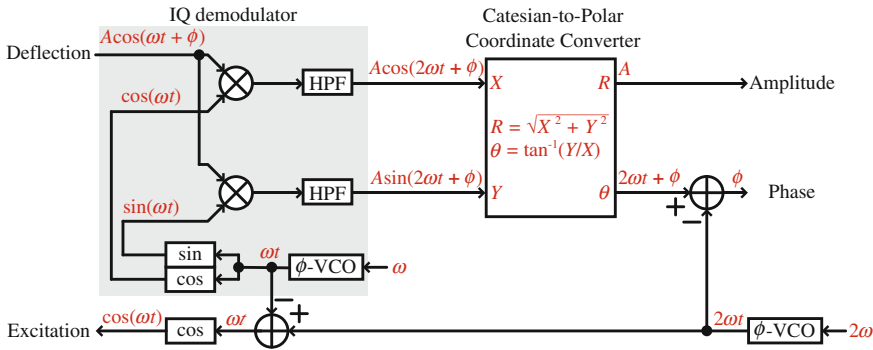 IQ demodulator
Catesian-to-Polar
Coordinate Converter
Deflection
Acos(ωt + ϕ)
cos(ωt)
HPF
Acos(2ωt + ϕ)
X
R
A
Amplitude
R = √X² + Y²
θ = tan⁻¹(Y/X)
sin(ωt)
HPF
Asin(2ωt + ϕ)
Y
θ
2ωt + ϕ
ϕ
Phase
+
−
sin
cos
ωt
ϕ-VCO
ω
−
+
Excitation
cos(ωt)
cos
ωt
2ωt
ϕ-VCO
2ω